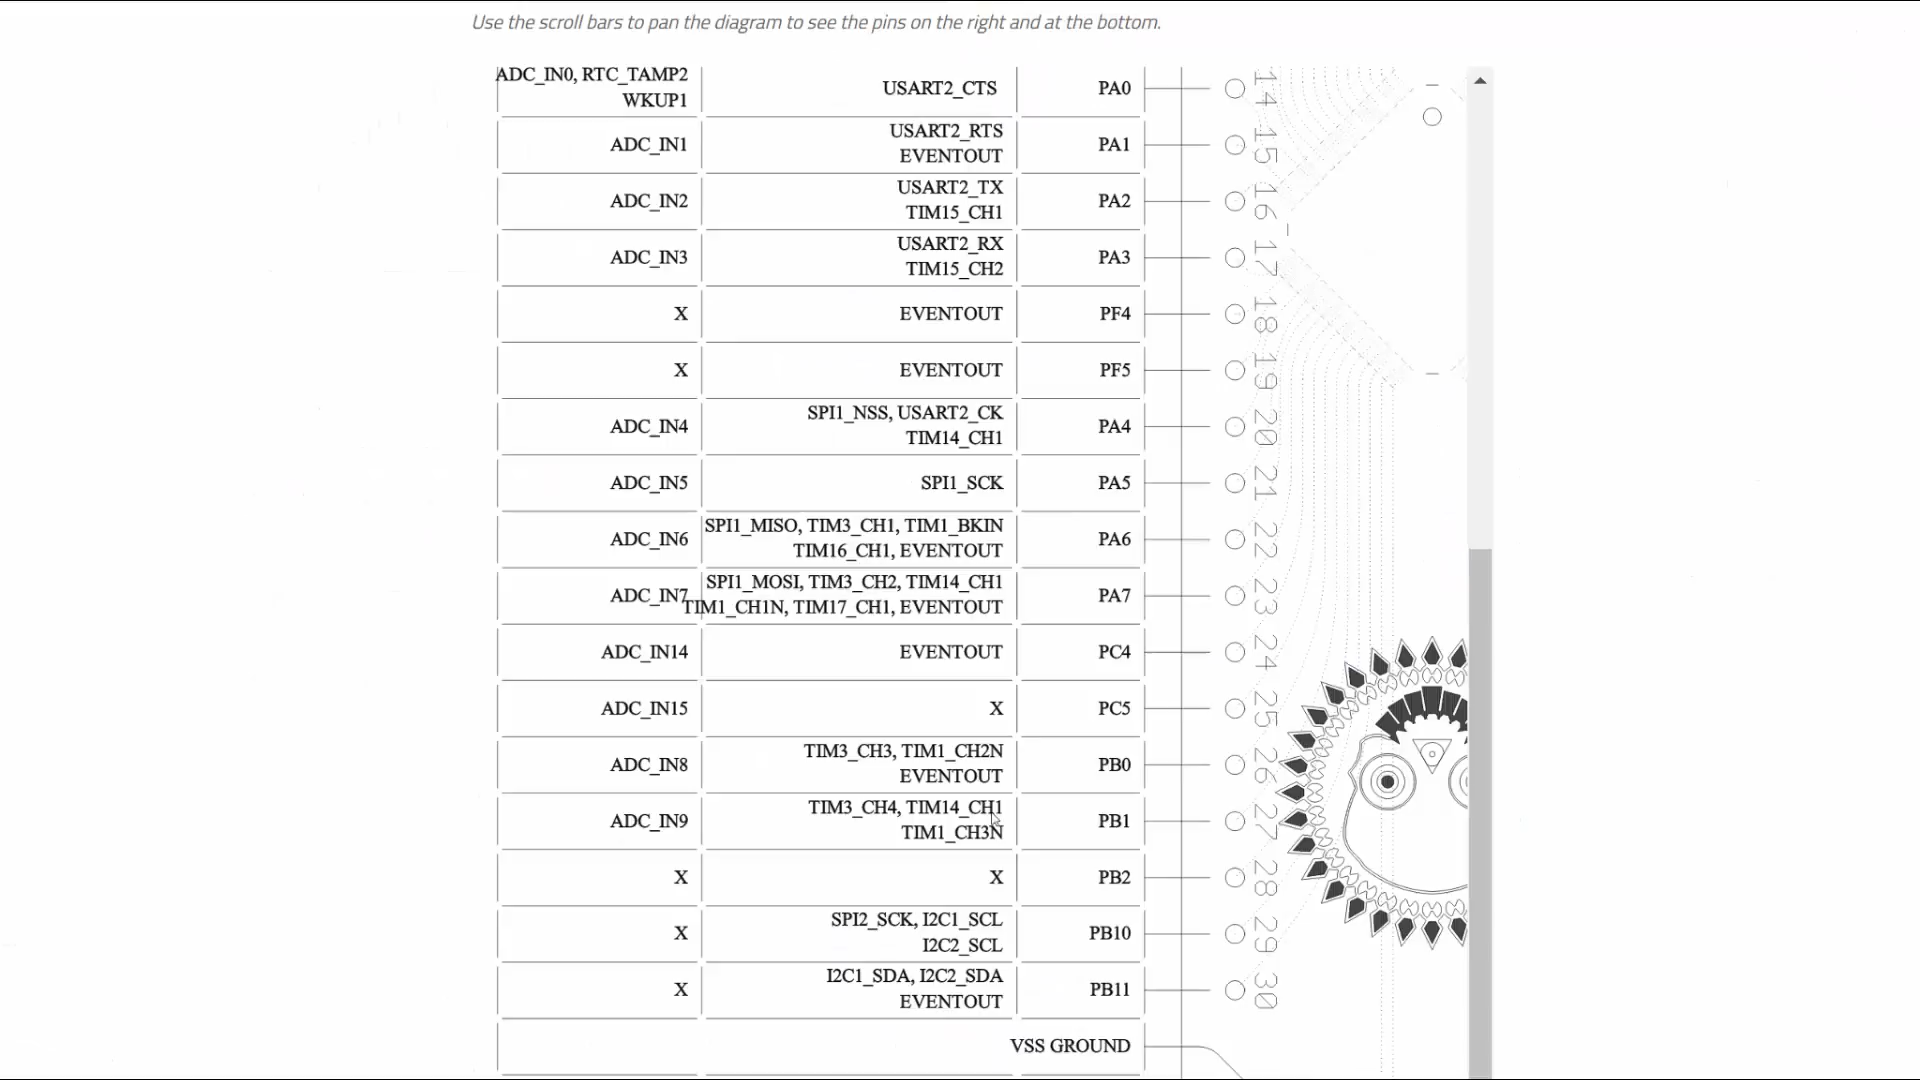 Use the scroll bars to pan the diagram to see the pins on the right and at the bottom.
ADC_IN0, RTC_TAMP2
WKUP1
USART2_CTS
PA0
14
ADC_IN1
USART2_RTS
EVENTOUT
PA1
15
ADC_IN2
USART2_TX
TIM15_CH1
PA2
16
ADC_IN3
USART2_RX
TIM15_CH2
PA3
17
X
EVENTOUT
PF4
18
X
EVENTOUT
PF5
19
ADC_IN4
SPI1_NSS, USART2_CK
TIM14_CH1
PA4
20
ADC_IN5
SPI1_SCK
PA5
21
ADC_IN6
SPI1_MISO, TIM3_CH1, TIM1_BKIN
TIM16_CH1, EVENTOUT
PA6
22
ADC_IN7
SPI1_MOSI, TIM3_CH2, TIM14_CH1
TIM1_CH1N, TIM17_CH1, EVENTOUT
PA7
23
ADC_IN14
EVENTOUT
PC4
24
ADC_IN15
X
PC5
25
ADC_IN8
TIM3_CH3, TIM1_CH2N
EVENTOUT
PB0
26
ADC_IN9
TIM3_CH4, TIM14_CH1
TIM1_CH3N
PB1
27
X
X
PB2
28
X
SPI2_SCK, I2C1_SCL
I2C2_SCL
PB10
29
X
I2C1_SDA, I2C2_SDA
EVENTOUT
PB11
30
VSS GROUND